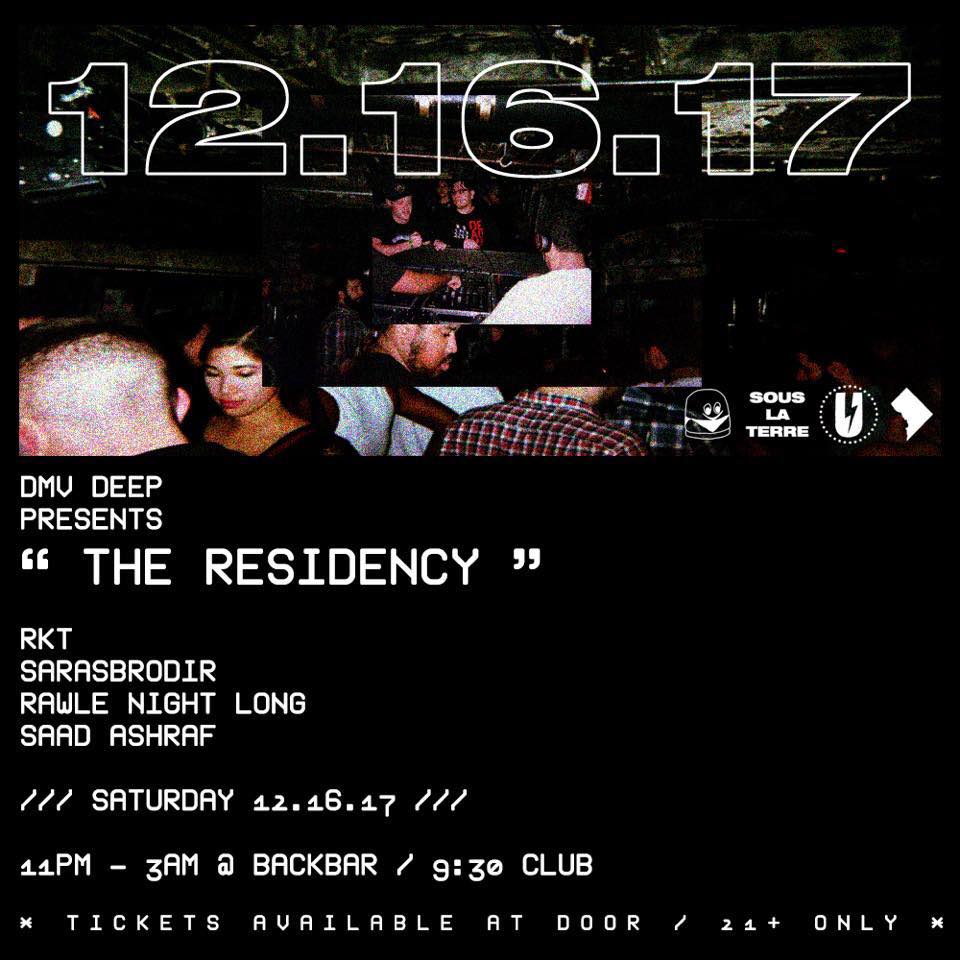 12.16.17
SOUS
LA
TERRE
U
DMV DEEP
PRESENTS
“ THE RESIDENCY ”
RKT
SARASBRODIR
RAWLE NIGHT LONG
SAAD ASHRAF
/// SATURDAY 12.16.17 ///
11PM – 3AM @ BACKBAR / 9:30 CLUB
* TICKETS AVAILABLE AT DOOR / 21+ ONLY *